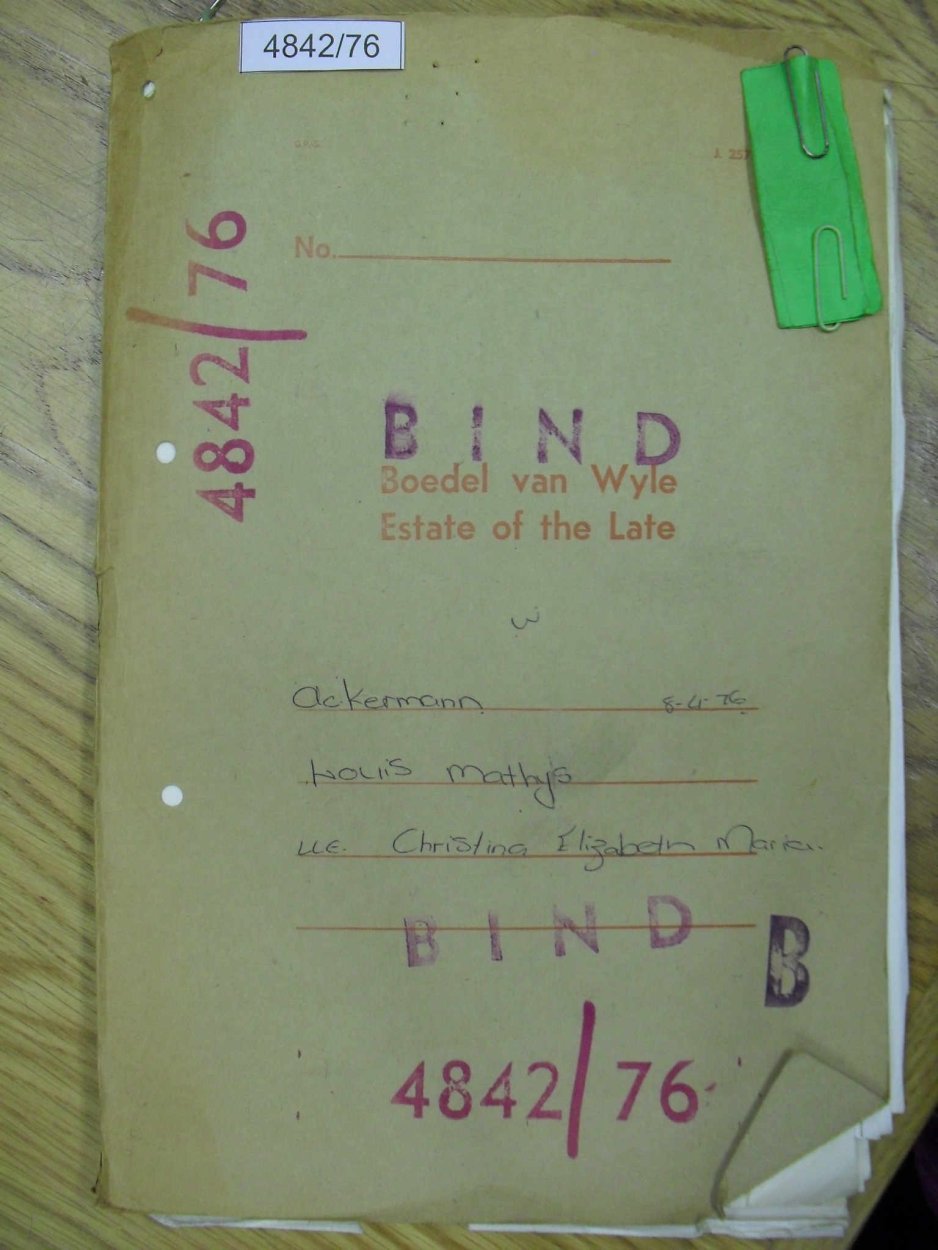 4842/76
G.P.-S.
J. 257
4842/76
No.
BIND
Boedel van Wyle
Estate of the Late
w
Ackermann 8-4-76
Louis Mathys
u.e. Christina Elizabeth Maria.
BIND
B
4842/76